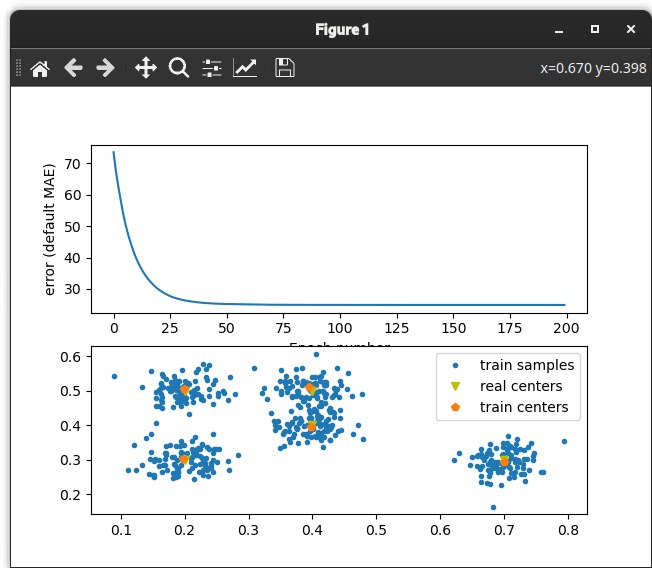 Figure 1
x=0.670 y=0.398
70
60
50
40
30
error (default MAE)
0 25 50 75 100 125 150 175 200
Epoch number
0.6
0.5
0.4
0.3
0.2
train samples
real centers
train centers
0.1 0.2 0.3 0.4 0.5 0.6 0.7 0.8